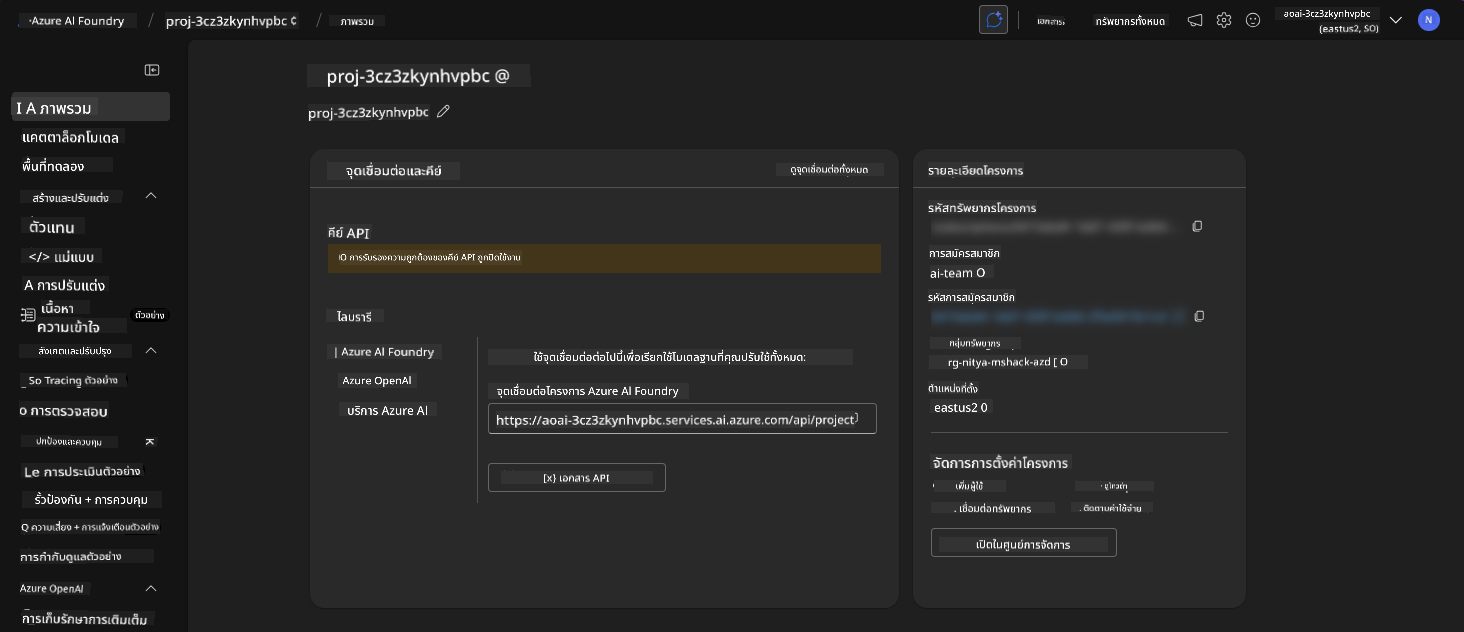 Azure AI Foundry / proj-3cz3zkynhvpbc / ภาพรวม
ทรัพยากรทั้งหมด
aoai-3cz3zkynhvpbc
(eastus2, SO)
N
I A ภาพรวม
แคตตาล็อกโมเดล
พื้นที่ทดลอง
สร้างและปรับแต่ง
ตัวแทน
</> แม่แบบ
A การปรับแต่ง
เนื้อหา
ความเข้าใจ
ตัวอย่าง
สังเกตและปรับปรุง
So Tracing ตัวอย่าง
o การตรวจสอบ
ปกป้องและควบคุม
Le การประเมินตัวอย่าง
รั้วป้องกัน + การควบคุม
Q ความเสี่ยง + การแจ้งเตือนตัวอย่าง
การกำกับดูแลตัวอย่าง
Azure OpenAI
การเก็บรักษาการเติมเต็ม
proj-3cz3zkynhvpbc @
proj-3cz3zkynhvpbc
จุดเชื่อมต่อและคีย์
ดูจุดเชื่อมต่อทั้งหมด
คีย์ API
การรับรองความถูกต้องของคีย์ API ถูกปิดใช้งาน
ไลบรารี
| Azure AI Foundry
Azure OpenAI
บริการ Azure AI
ใช้จุดเชื่อมต่อต่อไปนี้เพื่อเรียกใช้โมเดลฐานที่คุณปรับใช้ทั้งหมด:
จุดเชื่อมต่อโครงการ Azure AI Foundry
https://aoai-3cz3zkynhvpbc.services.ai.azure.com/api/project
[x} เอกสาร API
รายละเอียดโครงการ
รหัสทรัพยากรโครงการ
การสมัครสมาชิก
ai-team O
รหัสการสมัครสมาชิก
กลุ่มทรัพยากร
rg-nitya-mshack-azd [ O
ตำแหน่งที่ตั้ง
eastus2 0
จัดการการตั้งค่าโครงการ
เพิ่มผู้ใช้
. เชื่อมต่อทรัพยากร
. ติดตามค่าใช้จ่าย
เปิดในศูนย์การจัดการ